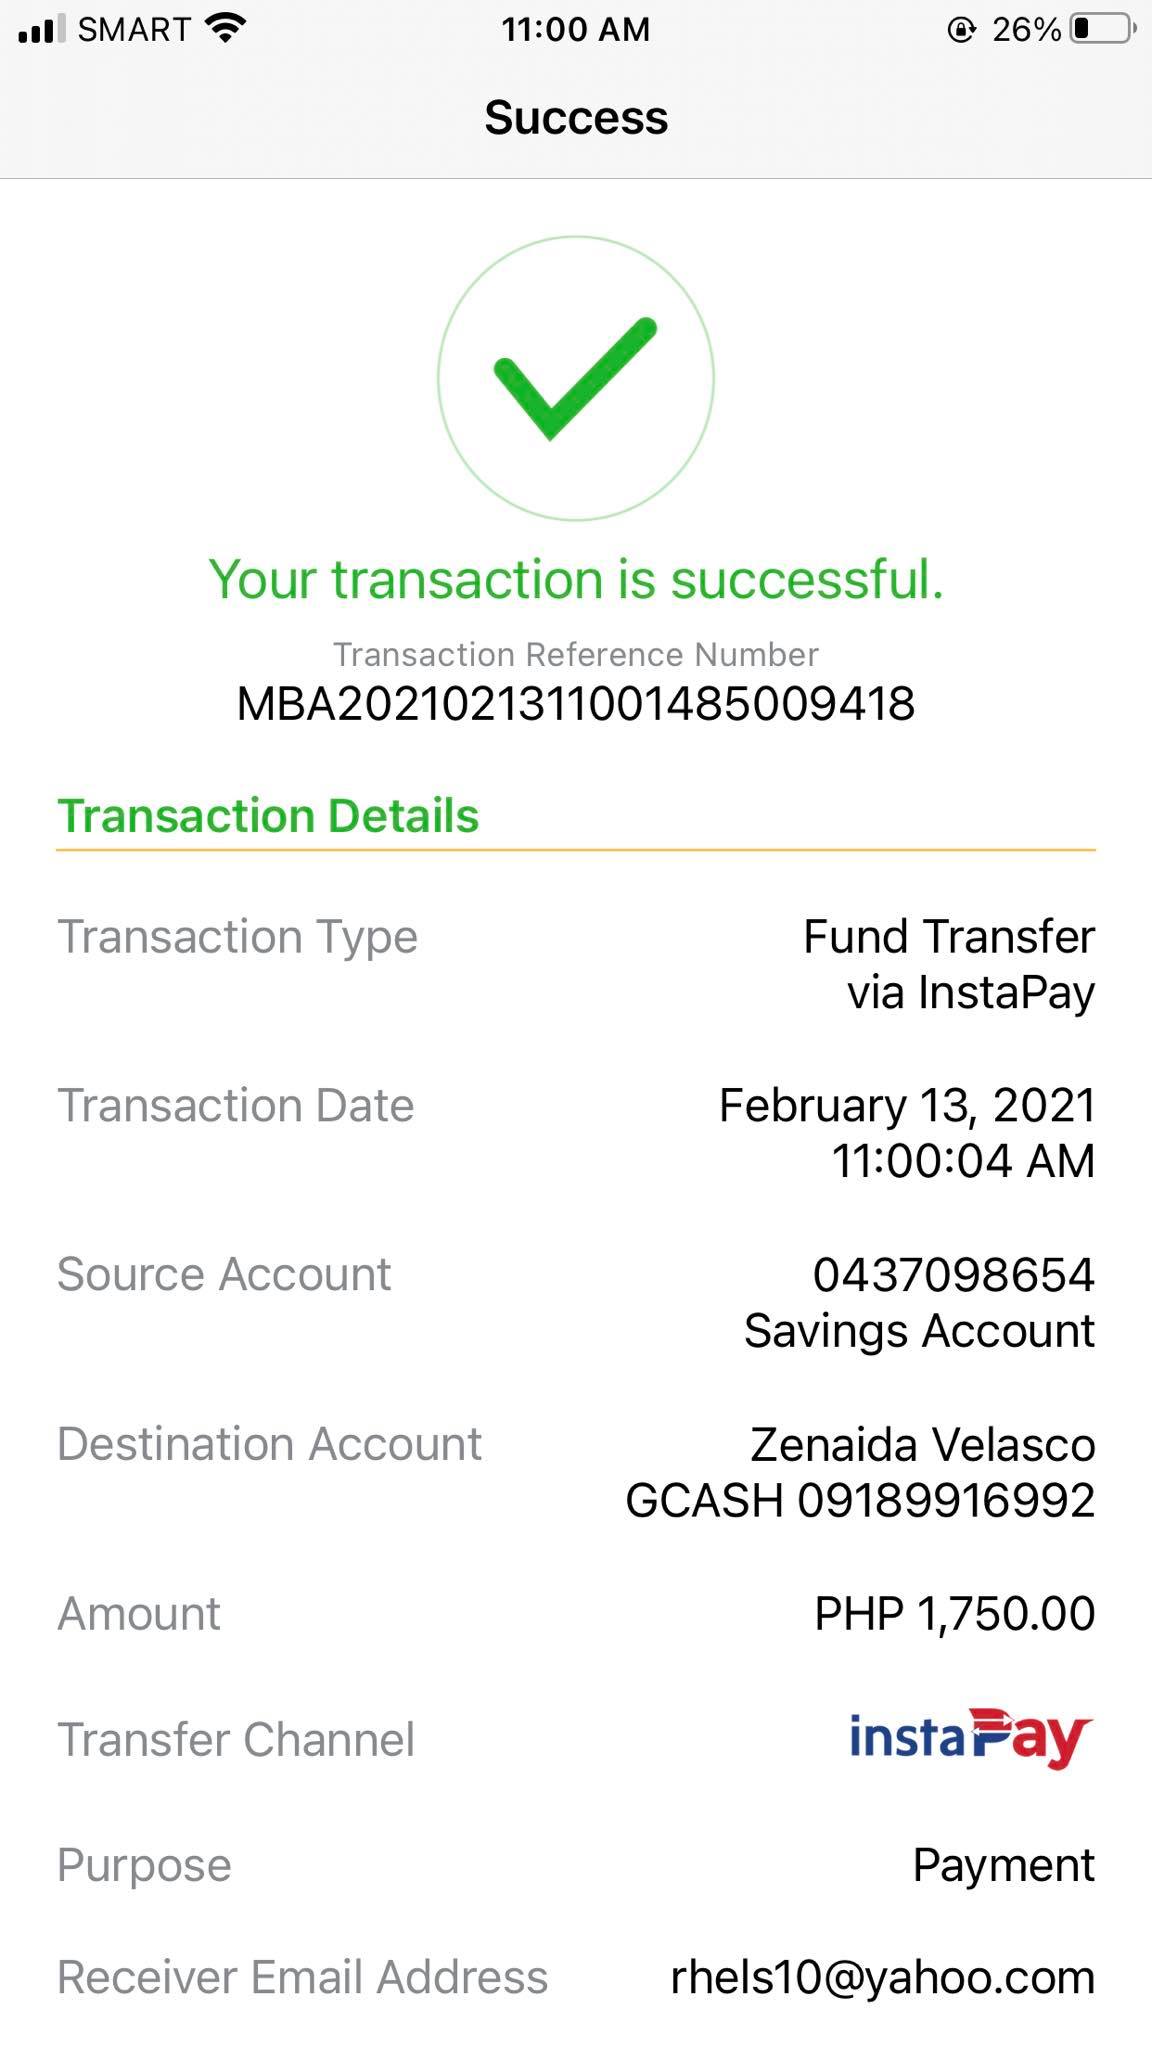 SMART 11:00 AM 26%
Success
Your transaction is successful.
Transaction Reference Number
MBA2021021311001485009418
Transaction Details
Transaction Type Fund Transfer
via InstaPay
Transaction Date February 13, 2021
11:00:04 AM
Source Account 0437098654
Savings Account
Destination Account Zenaida Velasco
GCASH 09189916992
Amount PHP 1,750.00
Transfer Channel instaPay
Purpose Payment
Receiver Email Address rhels10@yahoo.com